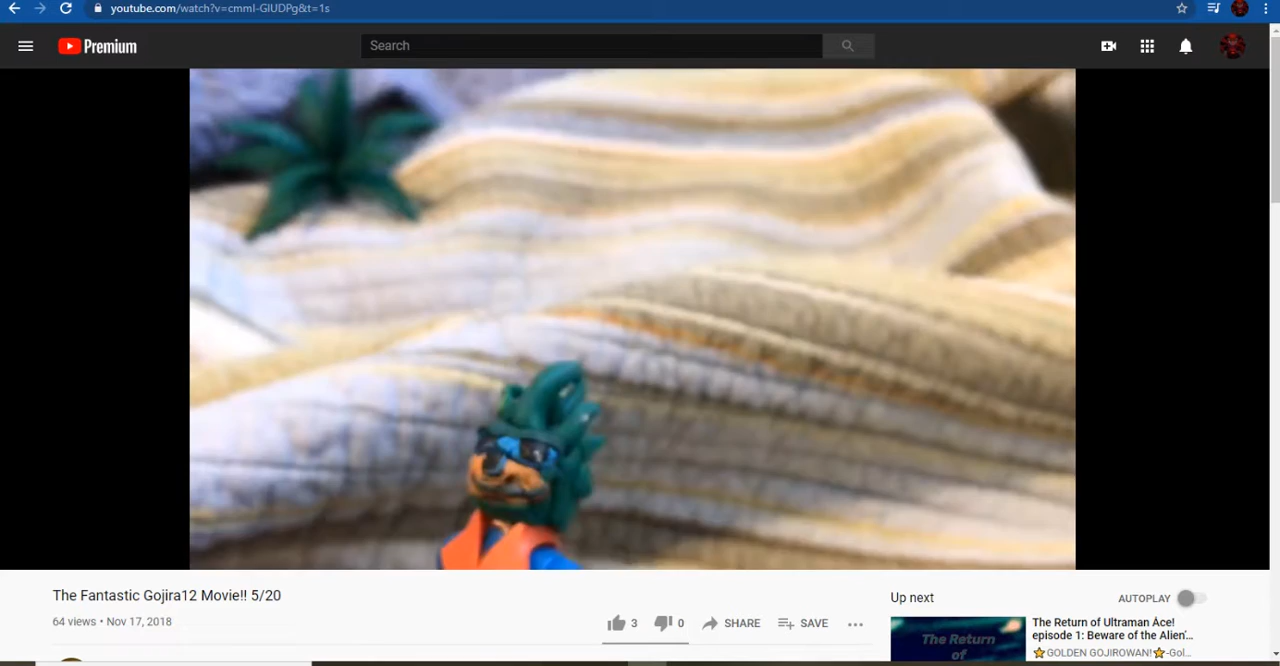 youtube.com/watch?v=cmmI-GIUDPg&t=1s
Premium
Search
The Fantastic Gojira12 Movie!! 5/20
64 views • Nov 17, 2018
3
0
SHARE
SAVE
Up next
AUTOPLAY
The Return of
The Return of Ultraman Ace!
episode 1: Beware of the Alien'...
⭐GOLDEN GOJIROWAN!⭐-Gol...